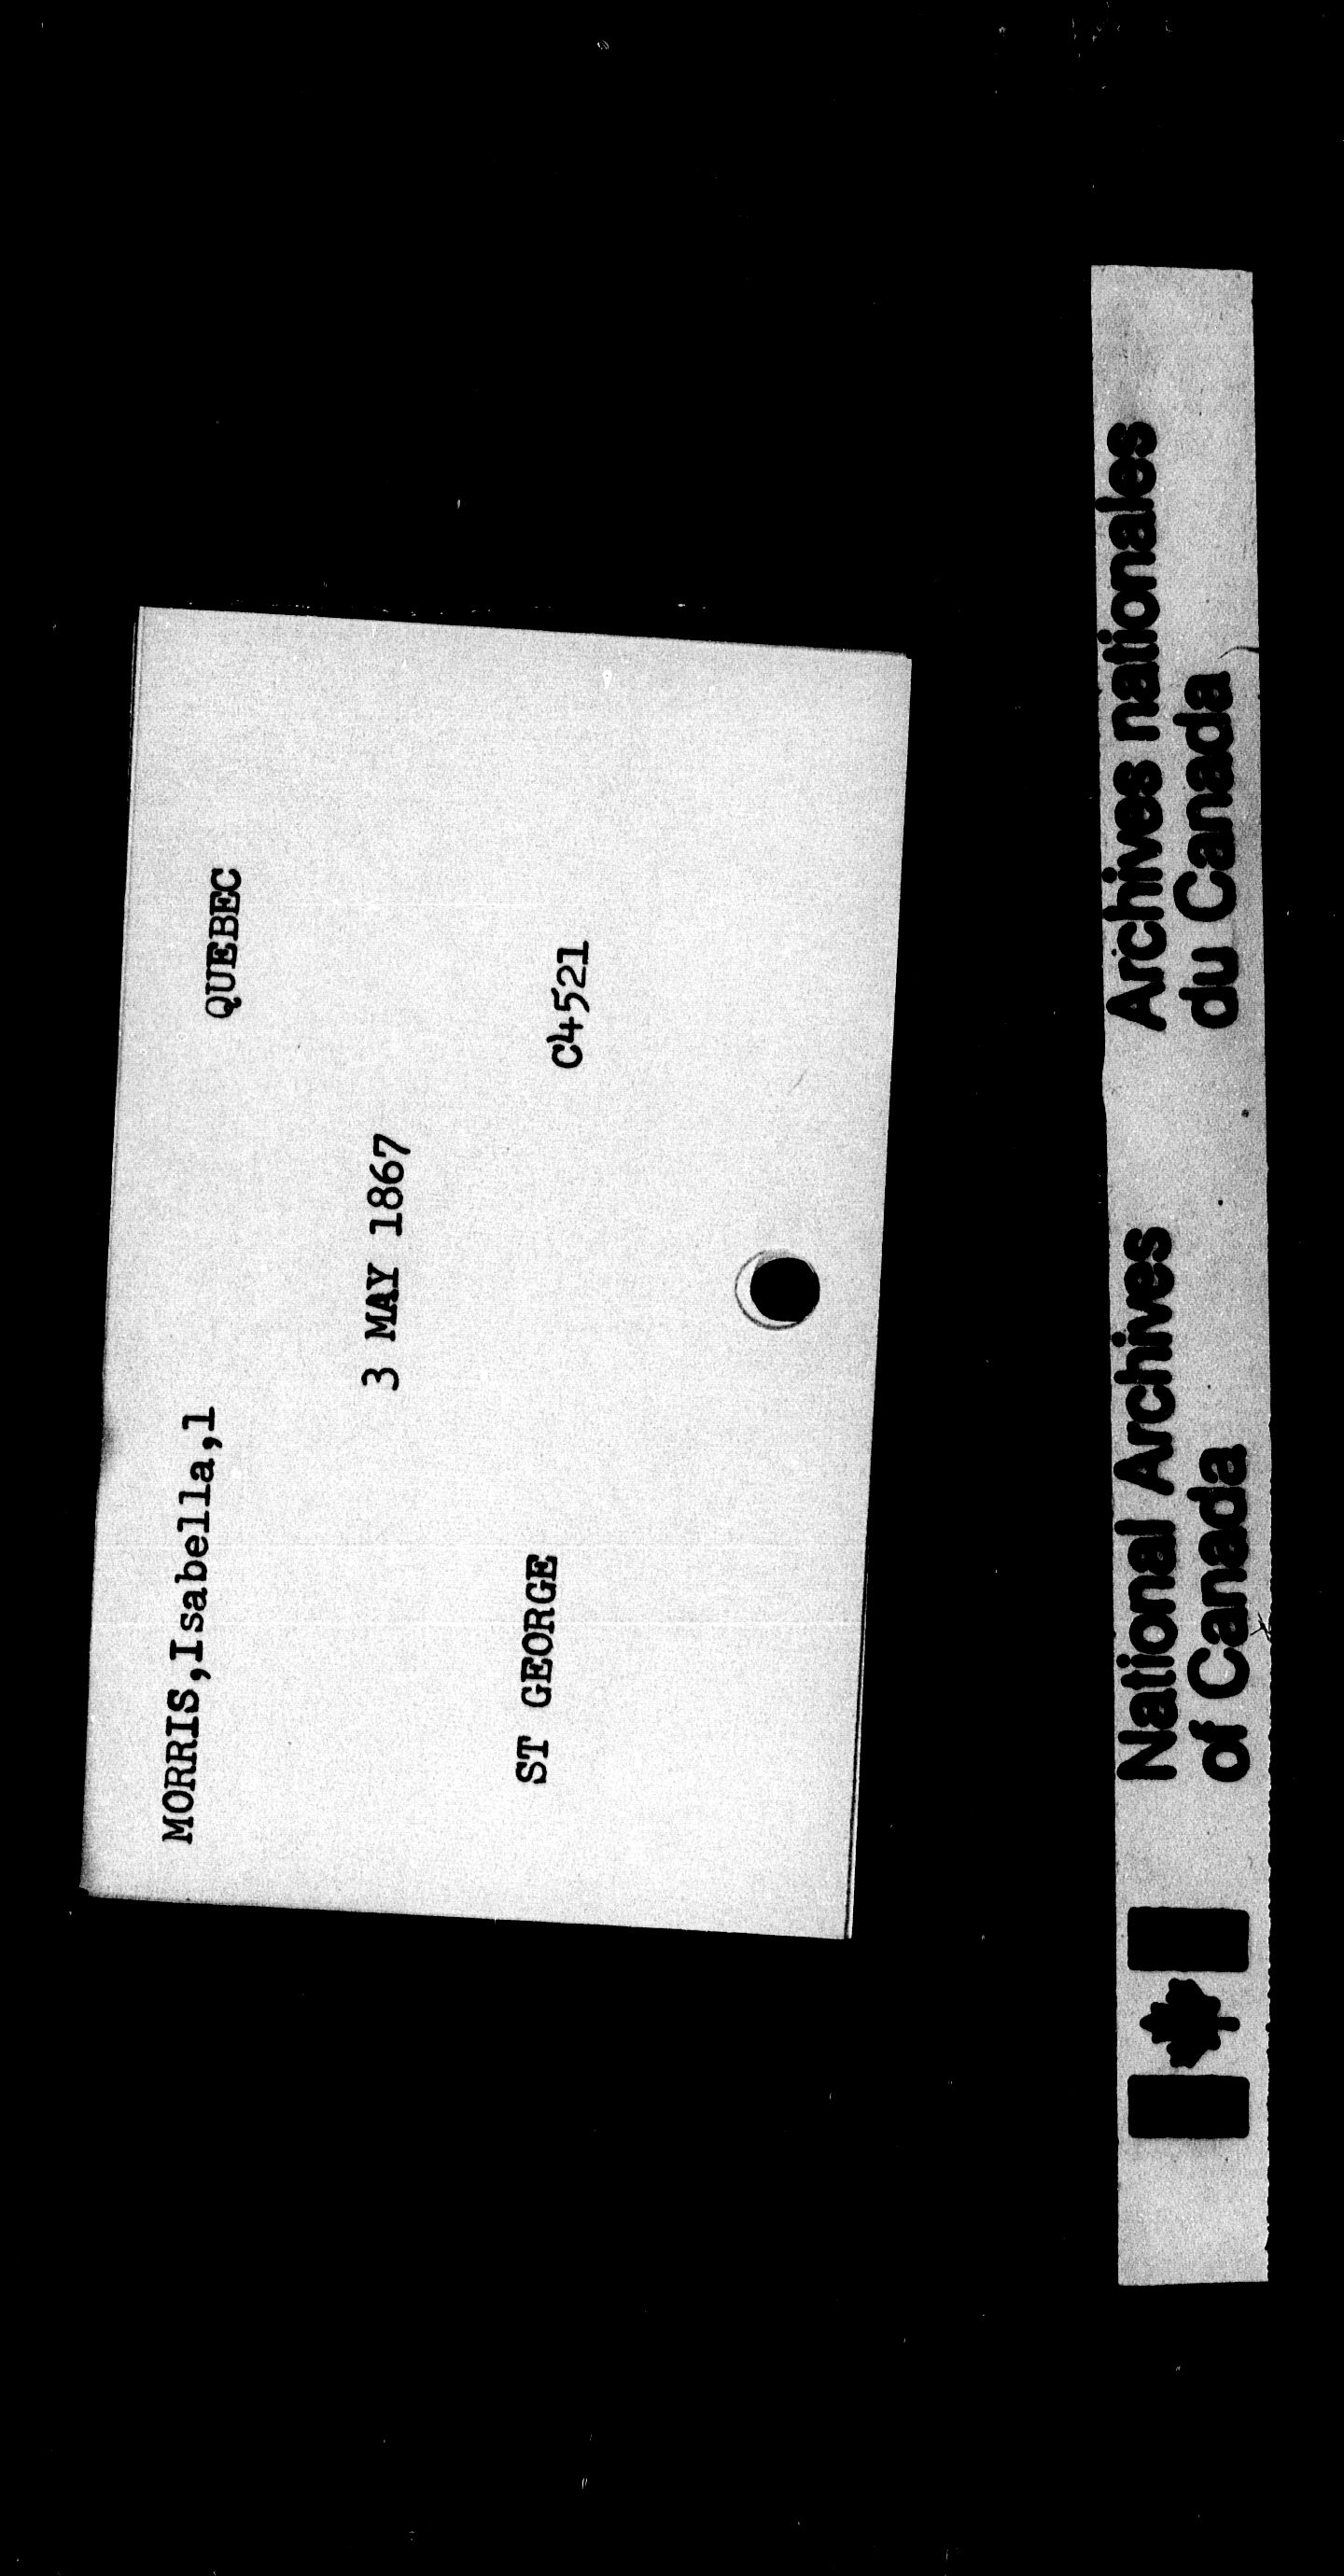 MORRIS,Isabella,1 QUEBEC
3 MAY 1867
ST GEORGE C4521
National Archives
of Canada
Archives nationales
du Canada